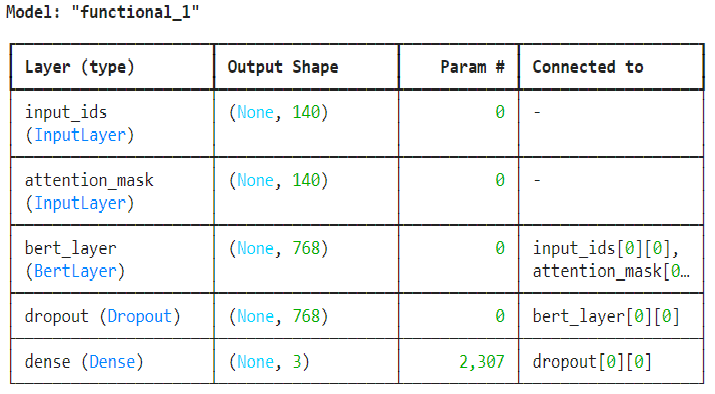 Model: "functional_1"
Layer (type) Output Shape Param # Connected to
input_ids (None, 140) 0 -
(InputLayer)
attention_mask (None, 140) 0 -
(InputLayer)
bert_layer (None, 768) 0 input_ids[0][0],
(BertLayer) attention_mask[0…
dropout (Dropout) (None, 768) 0 bert_layer[0][0]
dense (Dense) (None, 3) 2,307 dropout[0][0]